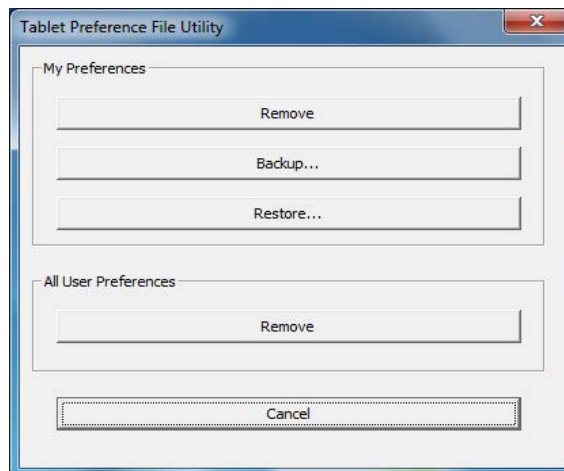 Tablet Preference File Utility
My Preferences
Remove
Backup...
Restore...
All User Preferences
Remove
Cancel